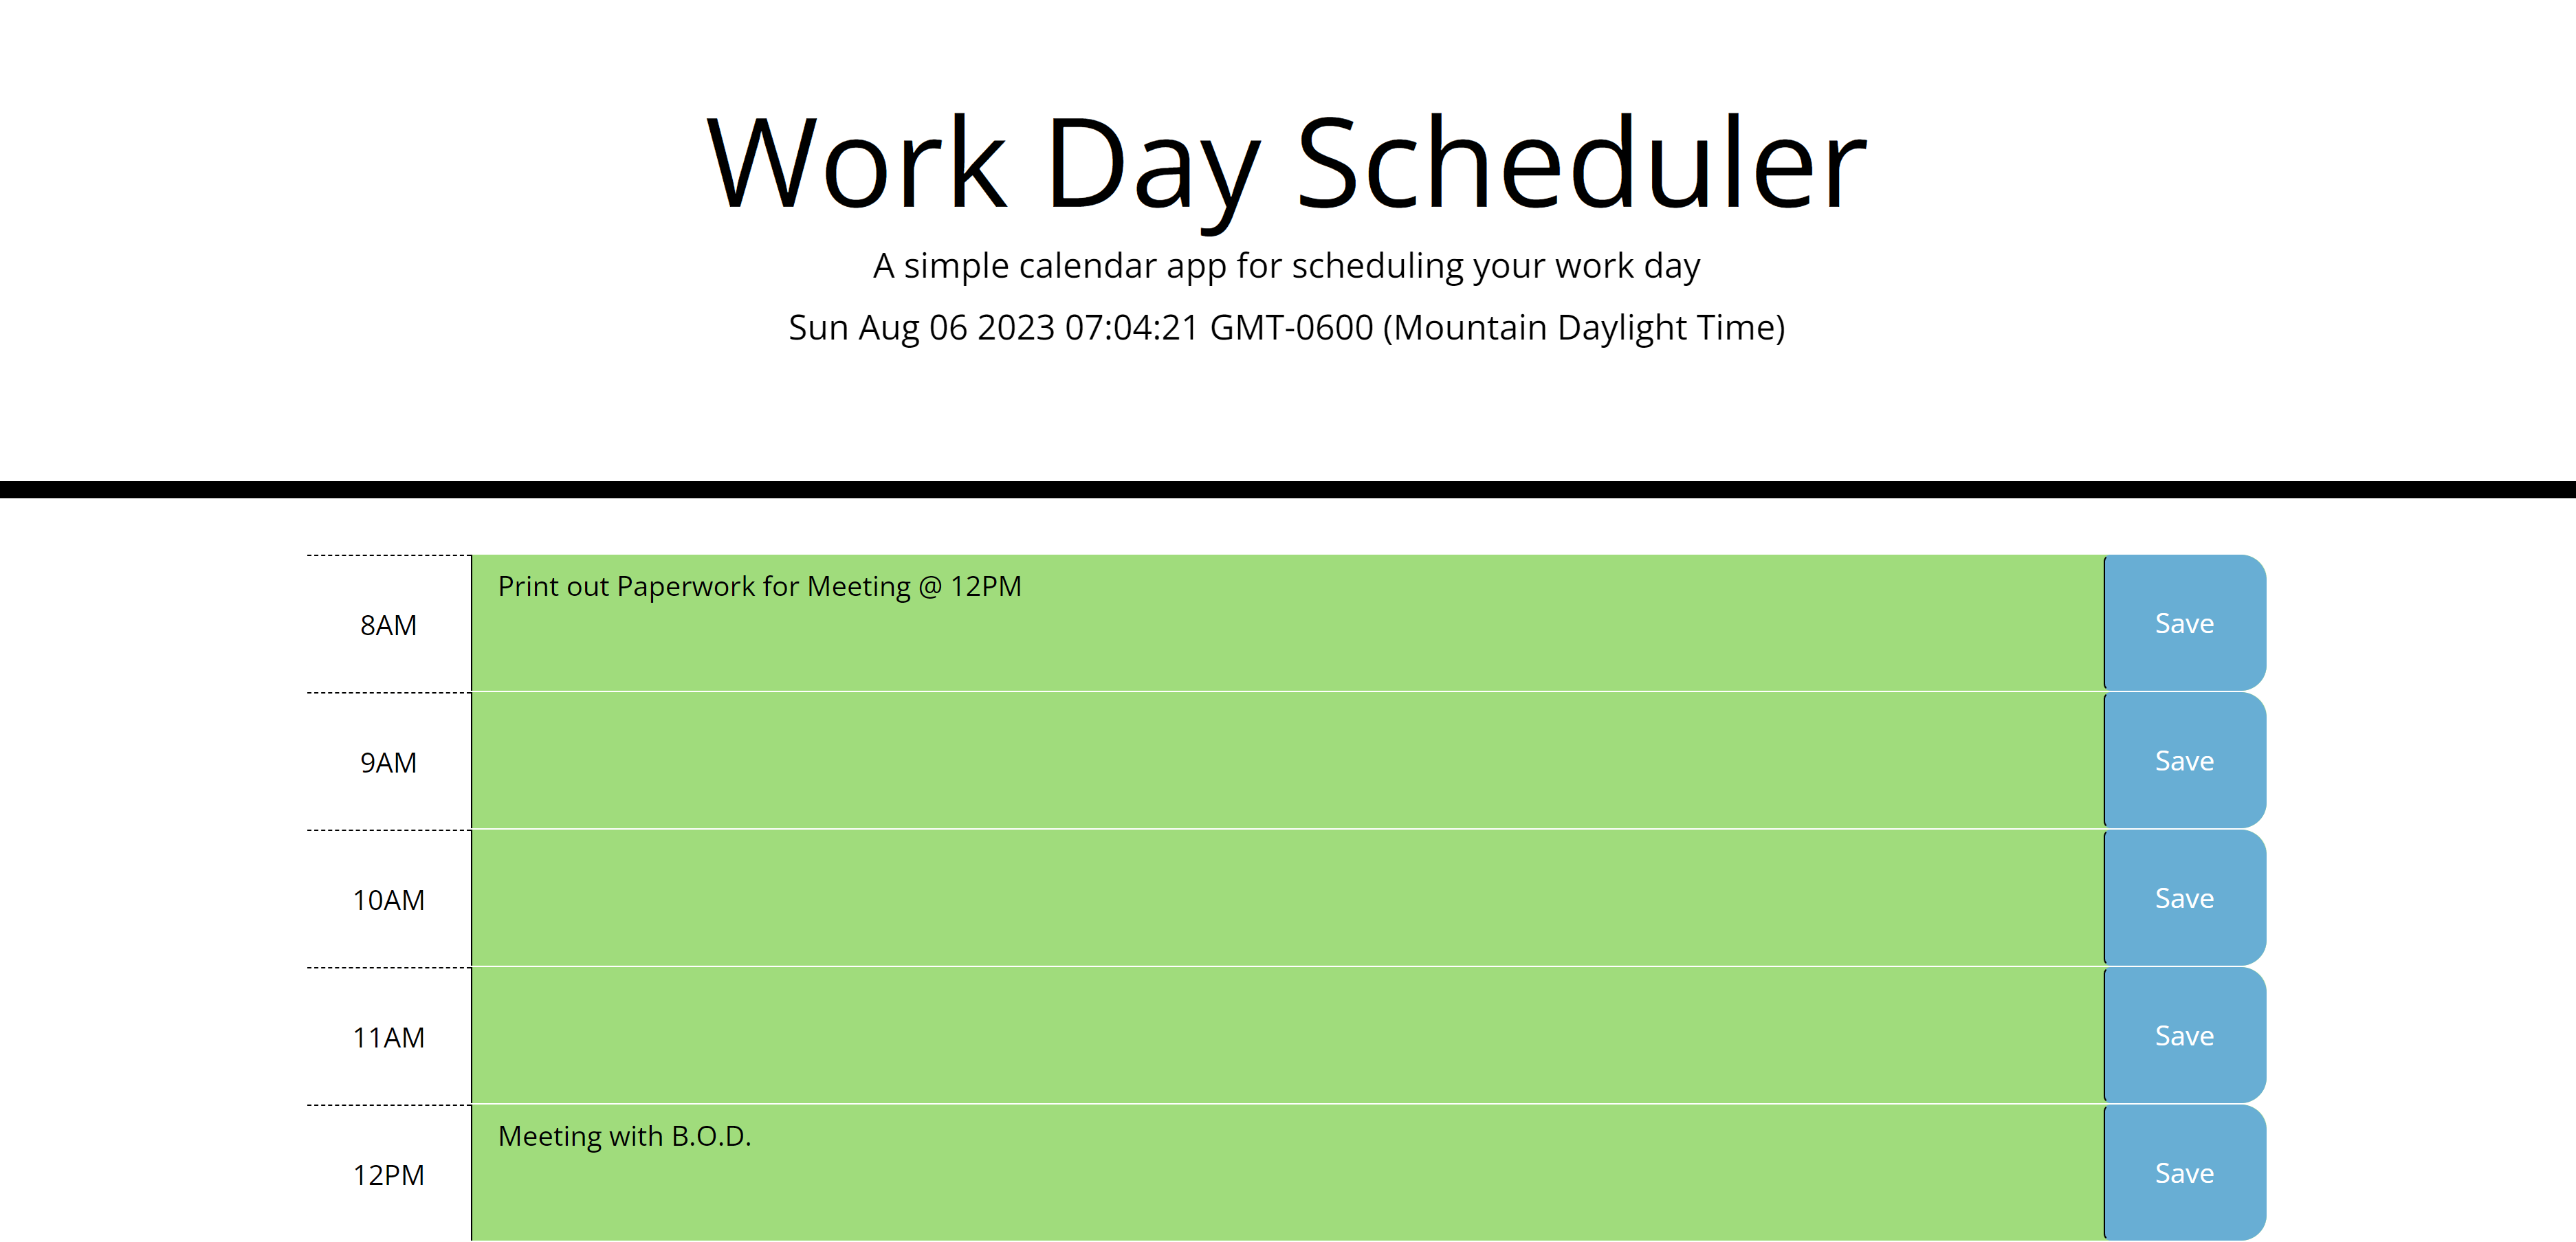 Work Day Scheduler
A simple calendar app for scheduling your work day
Sun Aug 06 2023 07:04:21 GMT-0600 (Mountain Daylight Time)
8AM
Print out Paperwork for Meeting @ 12PM
Save
9AM
Save
10AM
Save
11AM
Save
12PM
Meeting with B.O.D.
Save